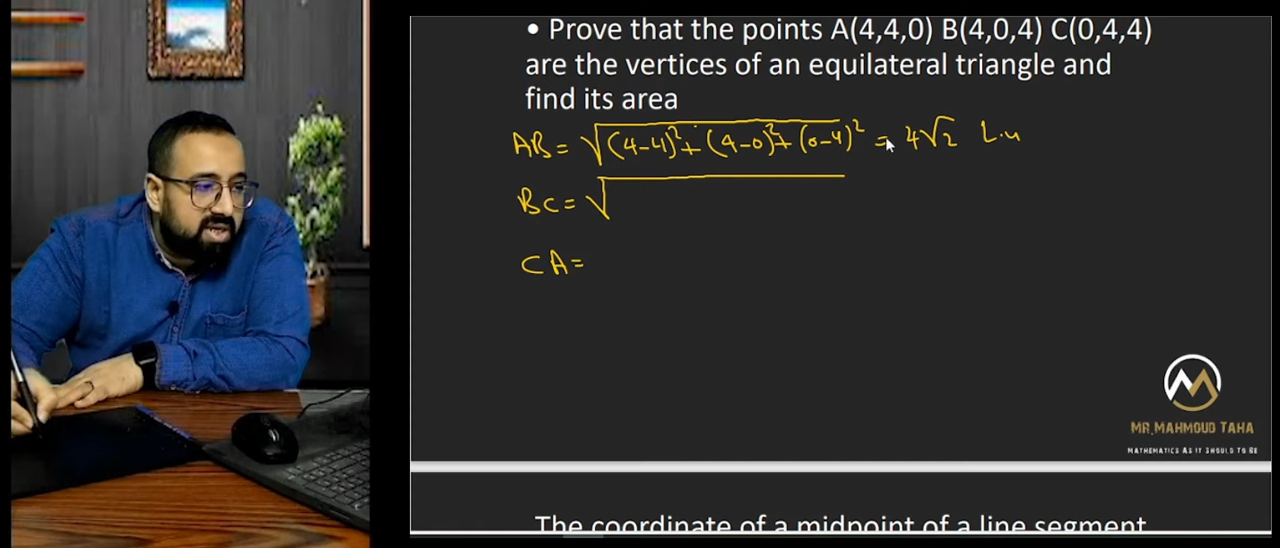 • Prove that the points A(4,4,0) B(4,0,4) C(0,4,4)
are the vertices of an equilateral triangle and
find its area
AB = √(4-4)²+(4-0)²+(0-4)² = 4√2 L.u
BC = √
CA =
MR.MAHMOUD TAHA
MATHEMATICS AS IT SHOULD TO BE
The coordinate of a midpoint of a line segment